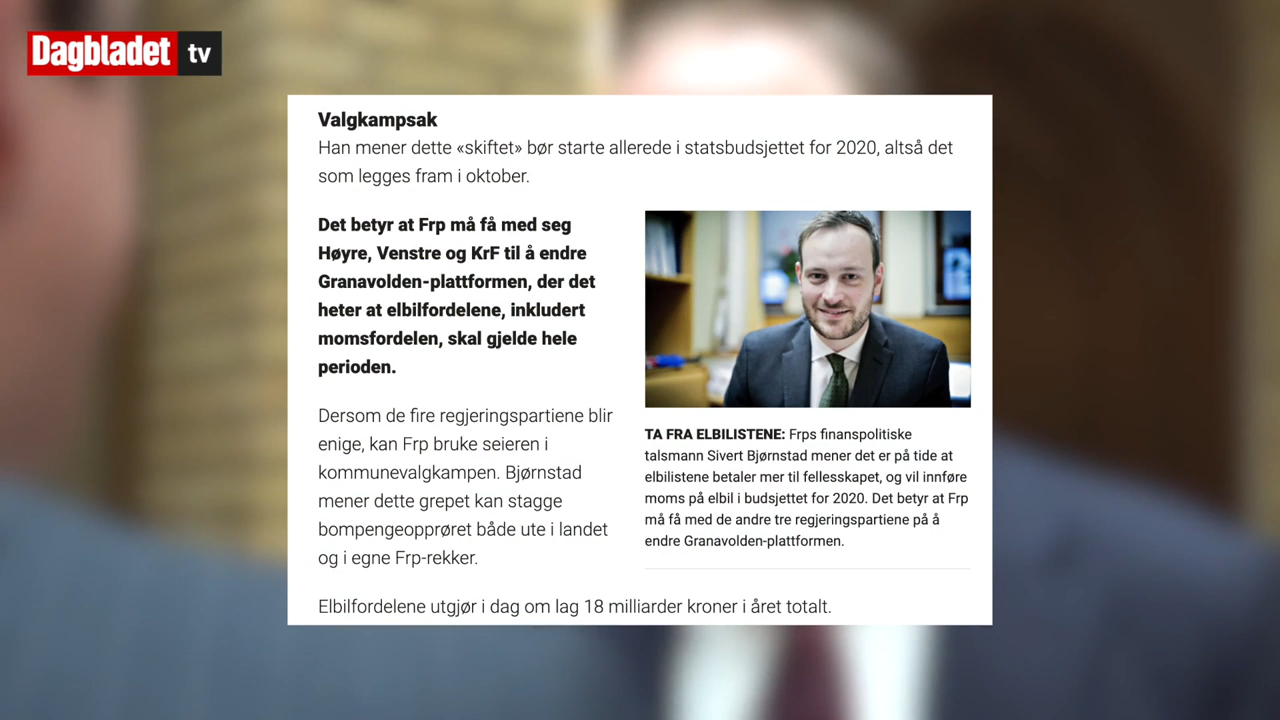 Dagbladet tv
Valgkampsak
Han mener dette «skiftet» bør starte allerede i statsbudsjettet for 2020, altså det
som legges fram i oktober.
Det betyr at Frp må få med seg
Høyre, Venstre og KrF til å endre
Granavolden-plattformen, der det
heter at elbilfordelene, inkludert
momsfordelen, skal gjelde hele
perioden.
Dersom de fire regjeringspartiene blir
enige, kan Frp bruke seieren i
kommunevalgkampen. Bjørnstad
mener dette grepet kan stagge
bompengeopprøret både ute i landet
og i egne Frp-rekker.
TA FRA ELBILISTENE: Frps finanspolitiske
talsmann Sivert Bjørnstad mener det er på tide at
elbilistene betaler mer til fellesskapet, og vil innføre
moms på elbil i budsjettet for 2020. Det betyr at Frp
må få med de andre tre regjeringspartiene på å
endre Granavolden-plattformen.
Elbilfordelene utgjør i dag om lag 18 milliarder kroner i året totalt.